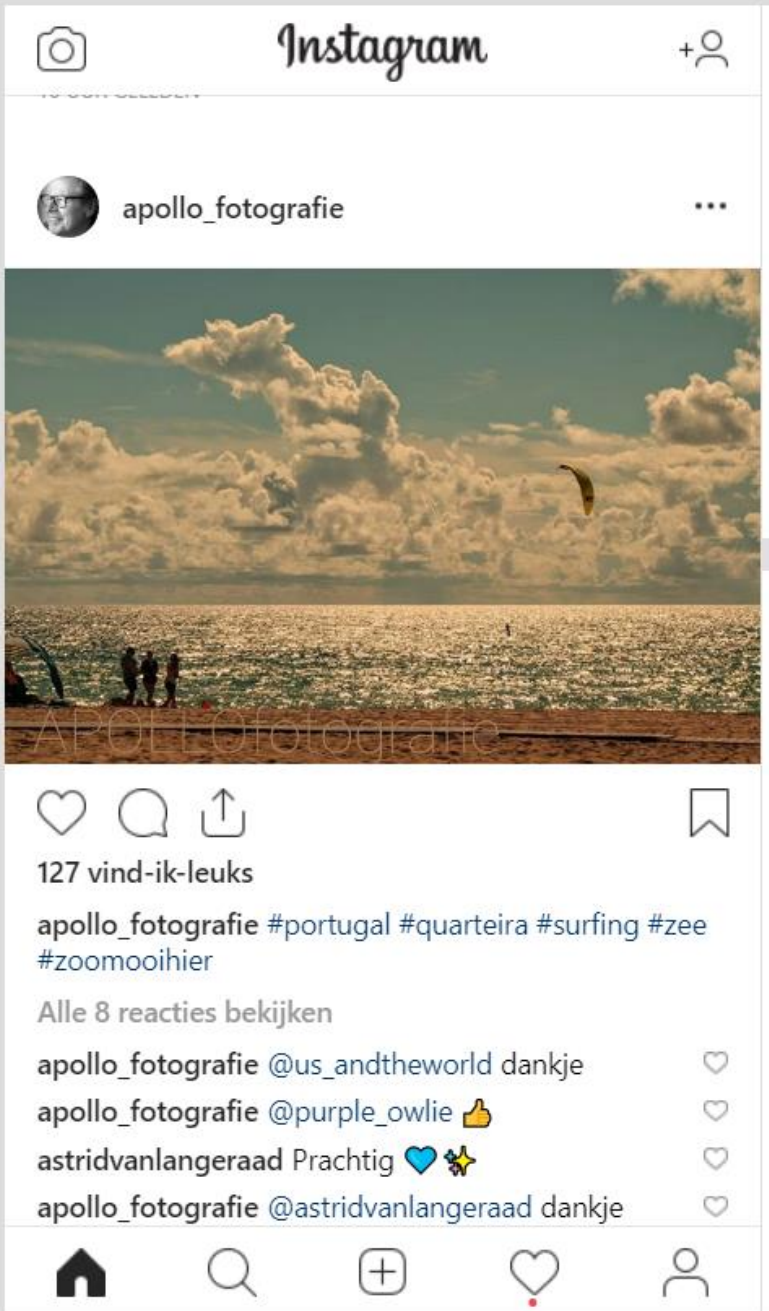 Instagram
apollo_fotografie
APOLLOfotografie
127 vind-ik-leuks
apollo_fotografie #portugal #quarteira #surfing #zee
#zoomooihier
Alle 8 reacties bekijken
apollo_fotografie @us_andtheworld dankje
apollo_fotografie @purple_owlie 👍
astridvanlangeraad Prachtig 💙✨
apollo_fotografie @astridvanlangeraad dankje